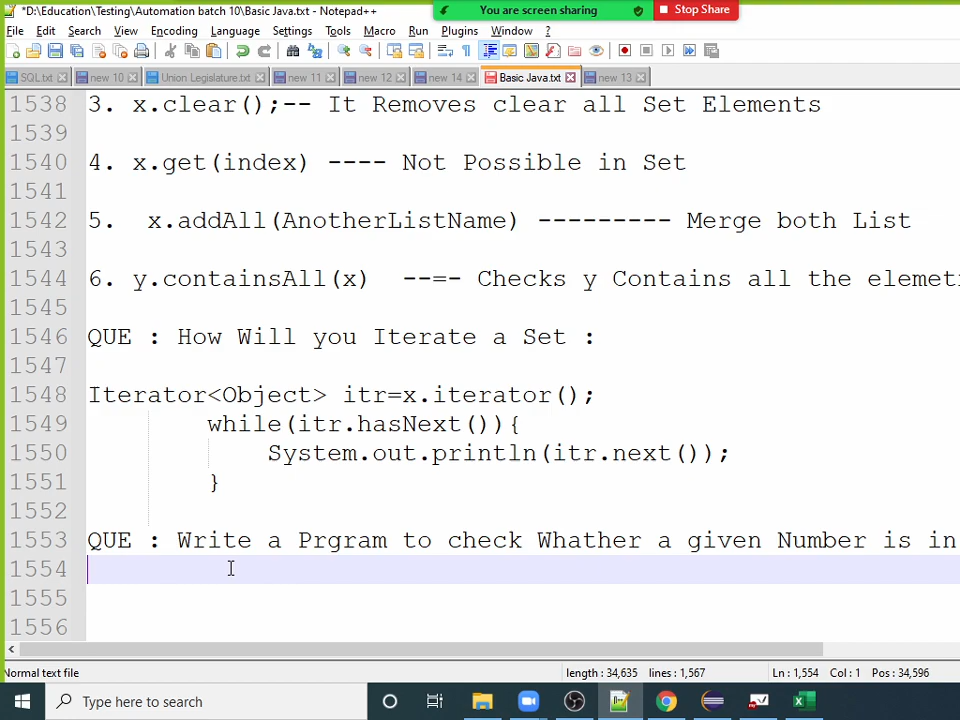 *D:\Education\Testing\Automation batch 10\Basic Java.txt - Notepad++
You are screen sharing
Stop Share
File Edit Search View Encoding Language Settings Tools Macro Run Plugins Window ?
SQL.txt new 10 Union Legislature.txt new 11 new 12 new 14 Basic Java.txt new 13
1538 3. x.clear();-- It Removes clear all Set Elements
1539
1540 4. x.get(index) ---- Not Possible in Set
1541
1542 5.  x.addAll(AnotherListName) --------- Merge both List
1543
1544 6. y.containsAll(x)  --=- Checks y Contains all the elemet
1545
1546 QUE : How Will you Iterate a Set :
1547
1548 Iterator<Object> itr=x.iterator();
1549 while(itr.hasNext()){
1550 System.out.println(itr.next());
1551 }
1552
1553 QUE : Write a Prgram to check Whather a given Number is in
1554
1555
1556
Normal text file length : 34,635 lines : 1,567 Ln : 1,554 Col : 1 Pos : 34,596
Type here to search